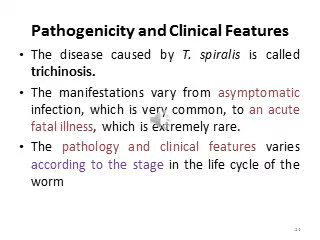 Pathogenicity and Clinical Features
• The disease caused by T. spiralis is called
trichinosis.
• The manifestations vary from asymptomatic
infection, which is very common, to an acute
fatal illness, which is extremely rare.
• The pathology and clinical features varies
according to the stage in the life cycle of the
worm